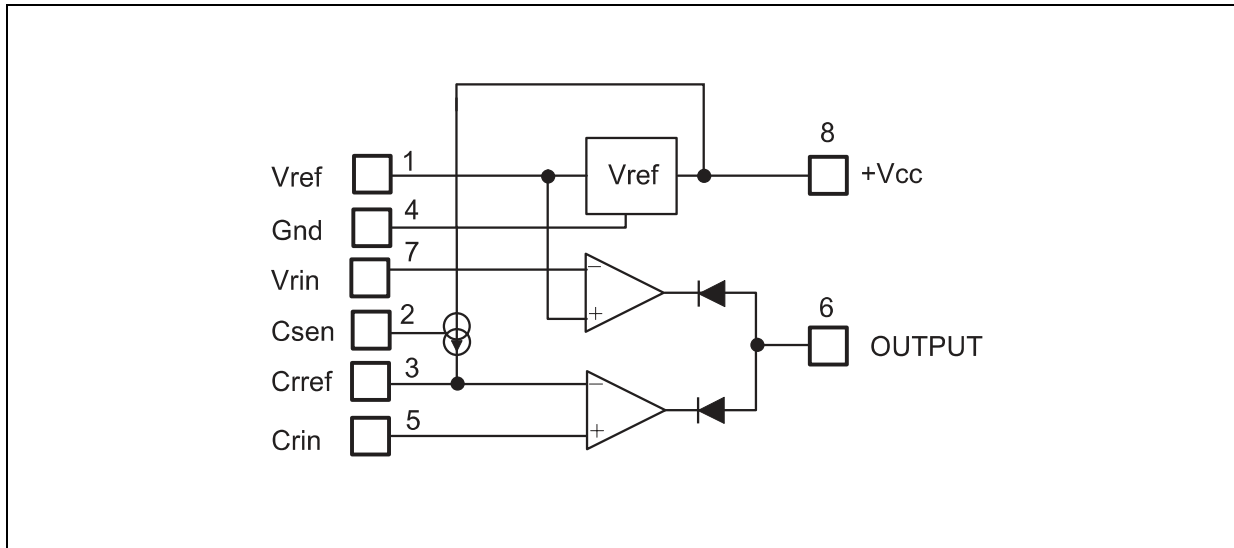 Vref 1
Vref
8
+Vcc
Gnd 4
Vrin 7
−
+
Csen 2
6
OUTPUT
Crref 3
−
Crin 5
+